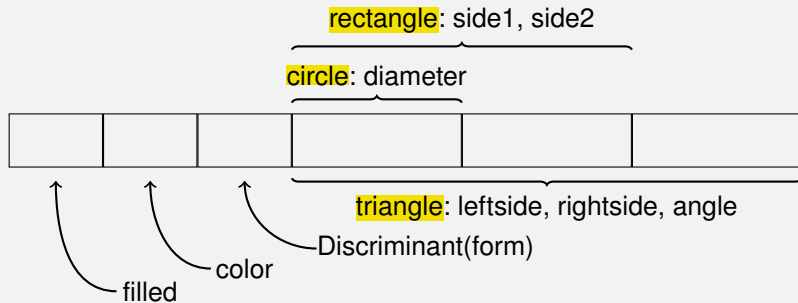 rectangle: side1, side2
circle: diameter
triangle: leftside, rightside, angle
Discriminant(form)
color
filled